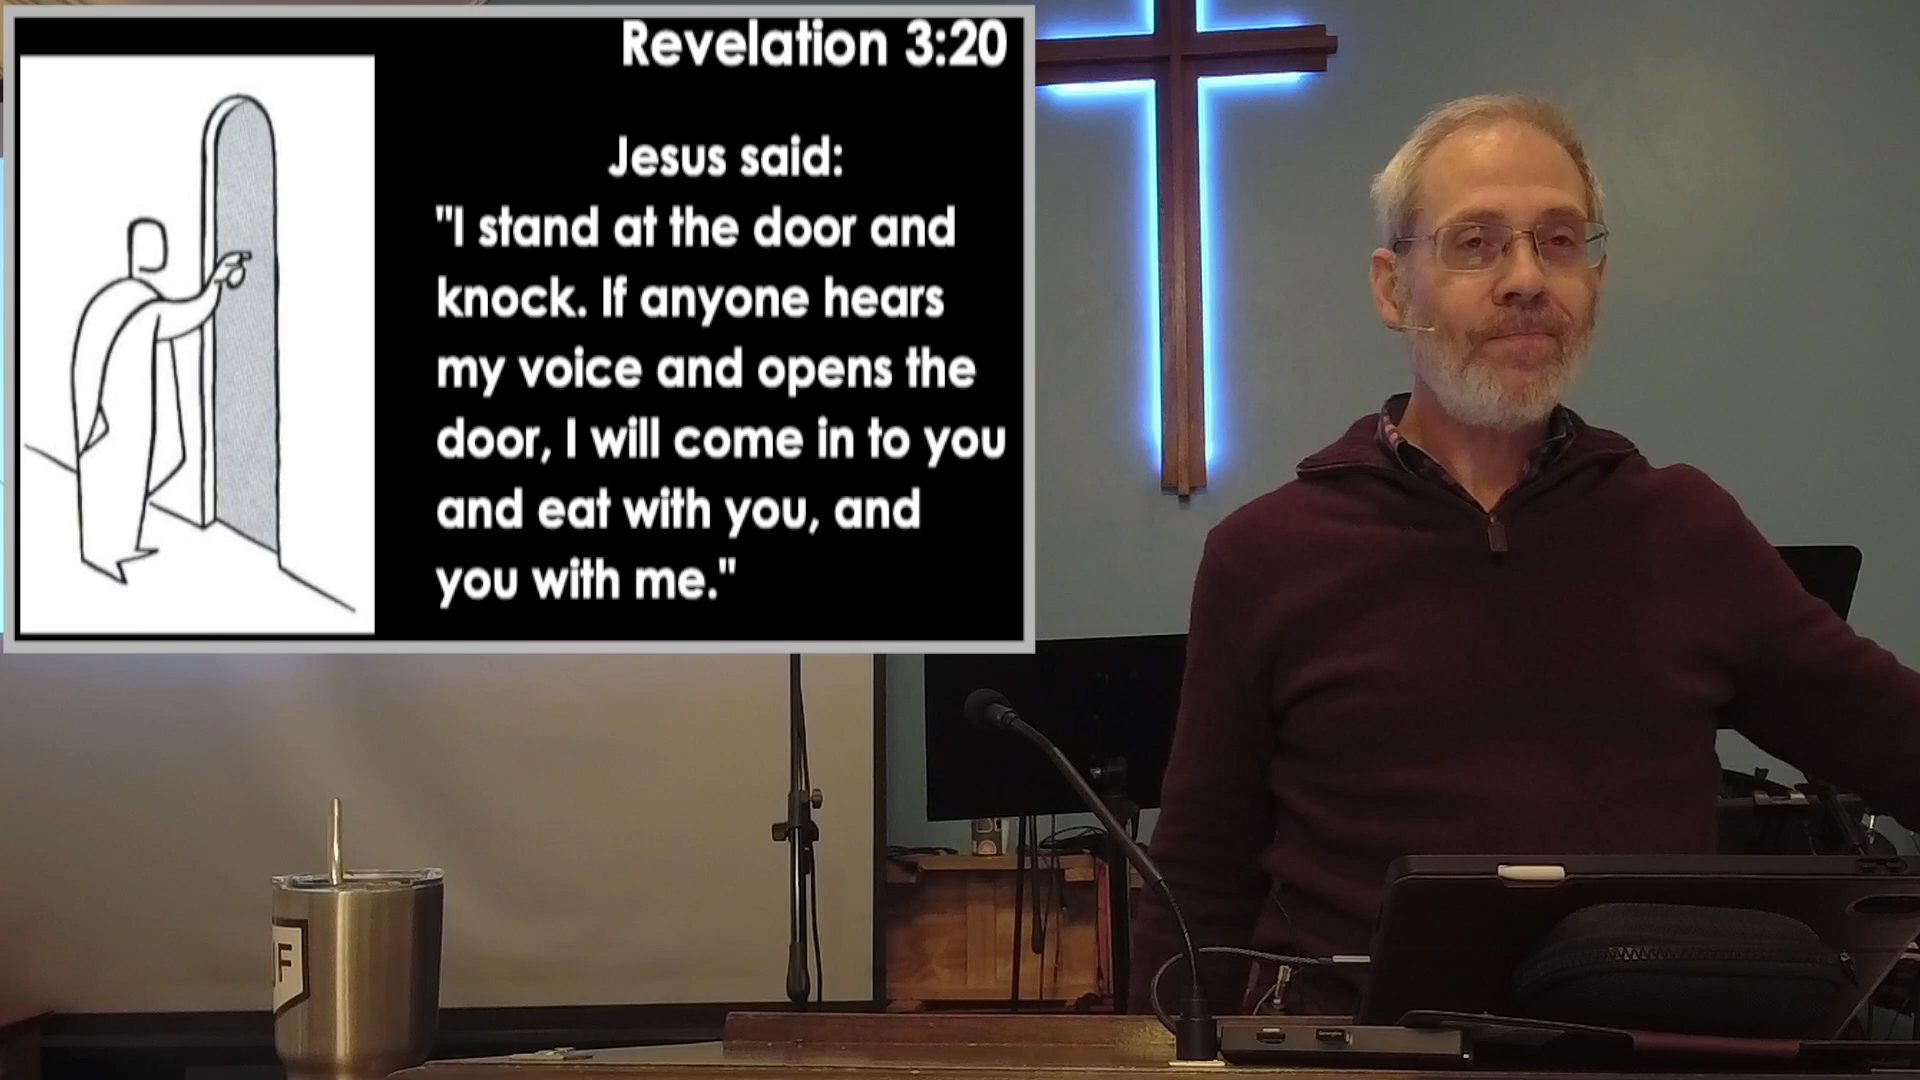 Revelation 3:20
Jesus said:
"I stand at the door and
knock. If anyone hears
my voice and opens the
door, I will come in to you
and eat with you, and
you with me."
F